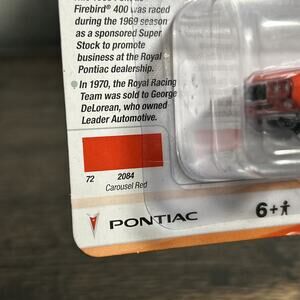 Firebird® 400 was raced
during the 1969 season
as a sponsored Super
Stock to promote
business at the Royal
Pontiac dealership.
• In 1970, the Royal Racing
Team was sold to George
DeLorean, who owned
Leader Automotive.
72 2084
Carousel Red
PONTIAC 6+